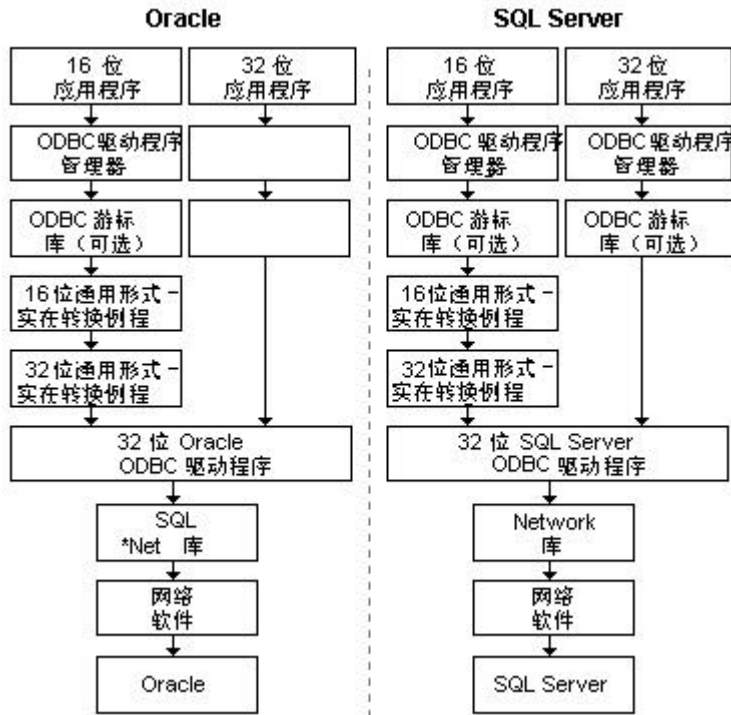 Oracle
16 位
应用程序
32 位
应用程序
ODBC 驱动程序
管理器
ODBC 游标
库（可选）
16位通用形式－
实在转换例程
32位通用形式－
实在转换例程
32 位 Oracle
ODBC 驱动程序
SQL
*Net 库
网络
软件
Oracle
SQL Server
16 位
应用程序
32 位
应用程序
ODBC 驱动程序
管理器
ODBC 驱动程序
管理器
ODBC 游标
库（可选）
ODBC 游标
库（可选）
16位通用形式－
实在转换例程
32位通用形式－
实在转换例程
32 位 SQL Server
ODBC 驱动程序
Network
库
网络
软件
SQL Server